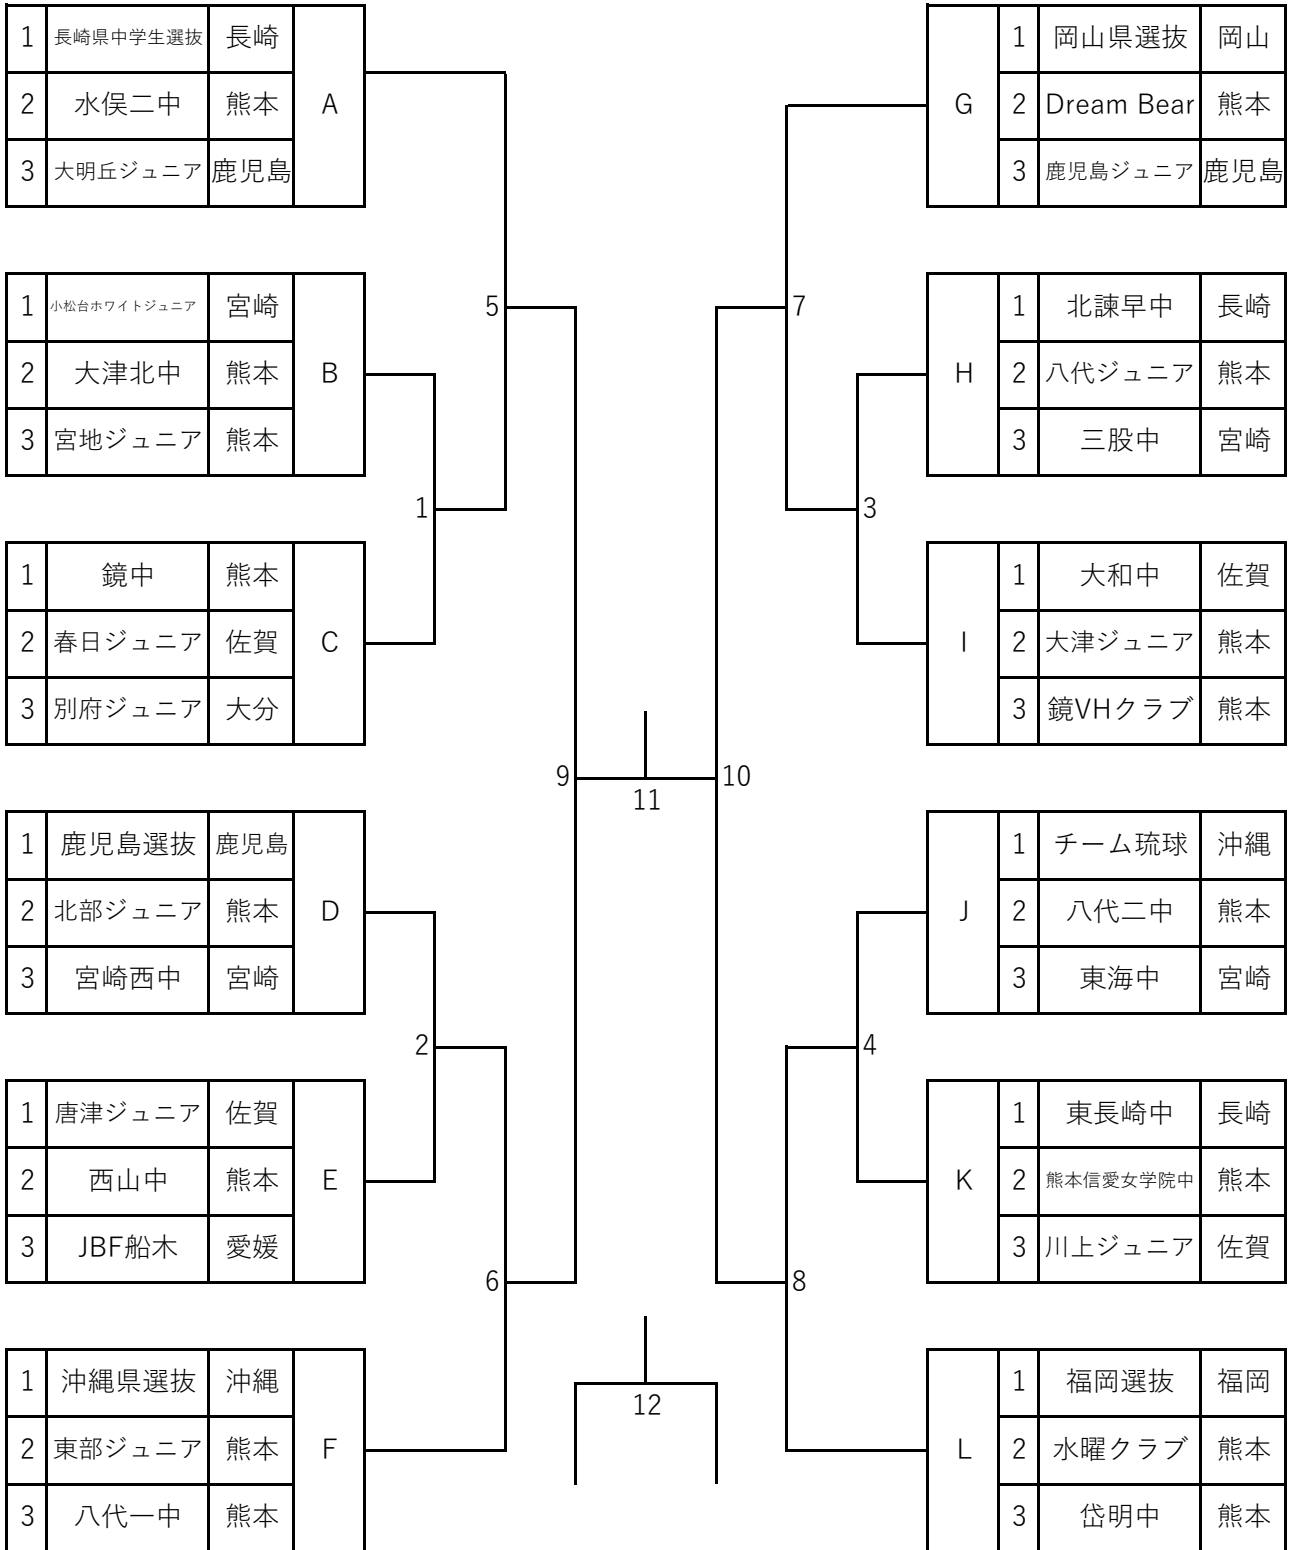 1 長崎県中学生選抜 長崎
2 水俣二中 熊本 A
3 大明丘ジュニア 鹿児島
1 小松台ホワイトジュニア 宮崎
2 大津北中 熊本 B
3 宮地ジュニア 熊本
1 鏡中 熊本
2 春日ジュニア 佐賀 C
3 別府ジュニア 大分
1 鹿児島選抜 鹿児島
2 北部ジュニア 熊本 D
3 宮崎西中 宮崎
1 唐津ジュニア 佐賀
2 西山中 熊本 E
3 JBF船木 愛媛
1 沖縄県選抜 沖縄
2 東部ジュニア 熊本 F
3 八代一中 熊本
5
1
9
2
6
11
12
7
3
10
4
8
1 岡山県選抜 岡山
G 2 Dream Bear 熊本
3 鹿児島ジュニア 鹿児島
1 北諫早中 長崎
H 2 八代ジュニア 熊本
3 三股中 宮崎
1 大和中 佐賀
I 2 大津ジュニア 熊本
3 鏡VHクラブ 熊本
1 チーム琉球 沖縄
J 2 八代二中 熊本
3 東海中 宮崎
1 東長崎中 長崎
K 2 熊本信愛女学院中 熊本
3 川上ジュニア 佐賀
1 福岡選抜 福岡
L 2 水曜クラブ 熊本
3 岱明中 熊本